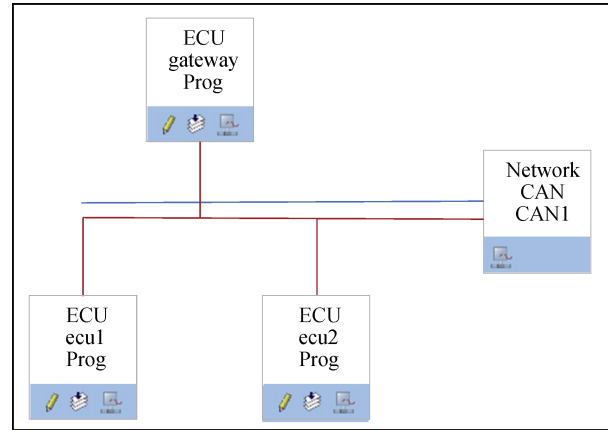 ECU
gateway
Prog
Network
CAN
CAN1
ECU
ecu1
Prog
ECU
ecu2
Prog